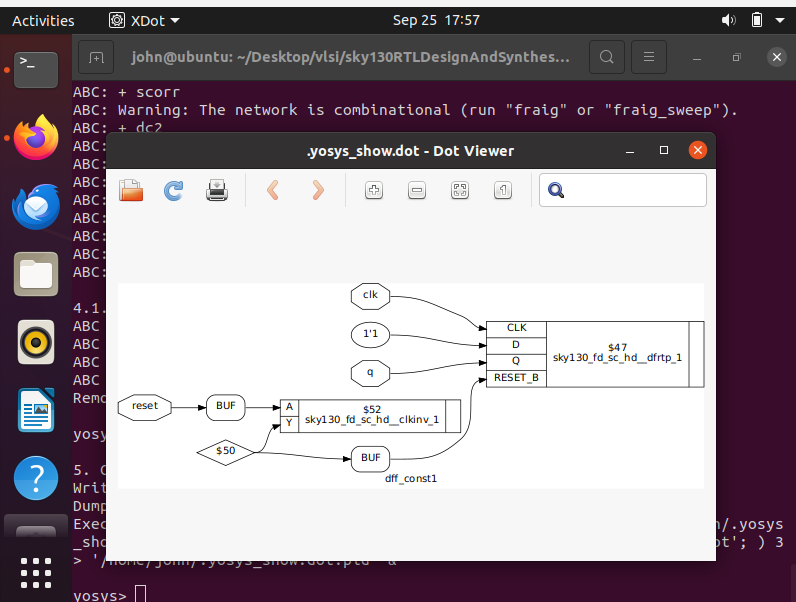 Activities
XDot
Sep 25 17:57
john@ubuntu: ~/Desktop/vlsi/sky130RTLDesignAndSynthes...
ABC: + scorr
ABC: Warning: The network is combinational (run "fraig" or "fraig_sweep").
ABC: + dc2
ABC:
ABC:
ABC:
ABC:
ABC:
ABC:
ABC:
ABC:
4.1.
ABC
ABC
ABC
ABC
Remo
yosy
5. 
Writ
Dump
Exec
n/.yosys
_sho
ot'; ) 3
> '/home/john/.yosys_show.dot.pid' &
yosys>
.yosys_show.dot - Dot Viewer
clk
1'1
q
CLK
D
Q
RESET_B
$47
sky130_fd_sc_hd__dfrtp_1
reset
BUF
A
Y
$52
sky130_fd_sc_hd__clkinv_1
$50
BUF
dff_const1